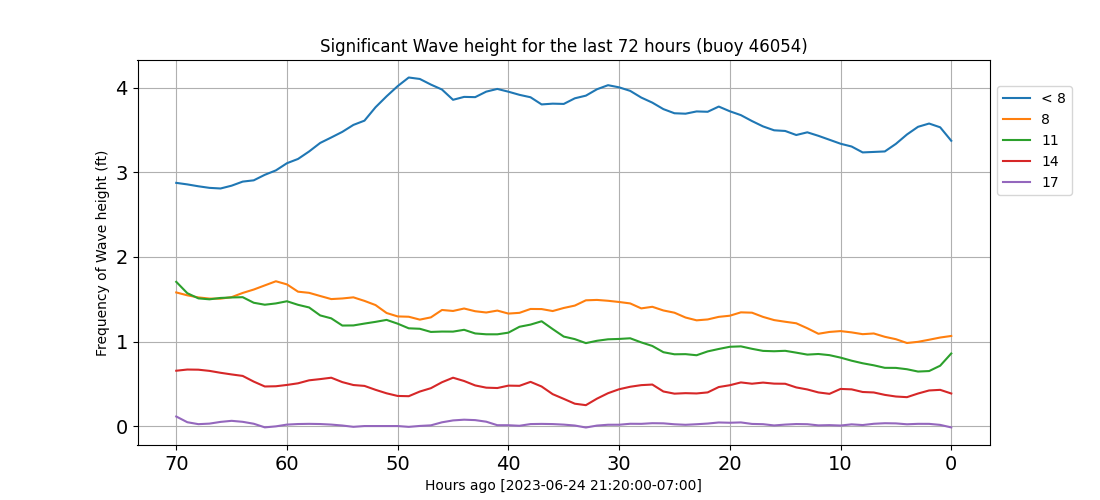 Significant Wave height for the last 72 hours (buoy 46054)
Frequency of Wave height (ft)
4
3
2
1
0
70 60 50 40 30 20 10 0
Hours ago [2023-06-24 21:20:00-07:00]
< 8
8
11
14
17